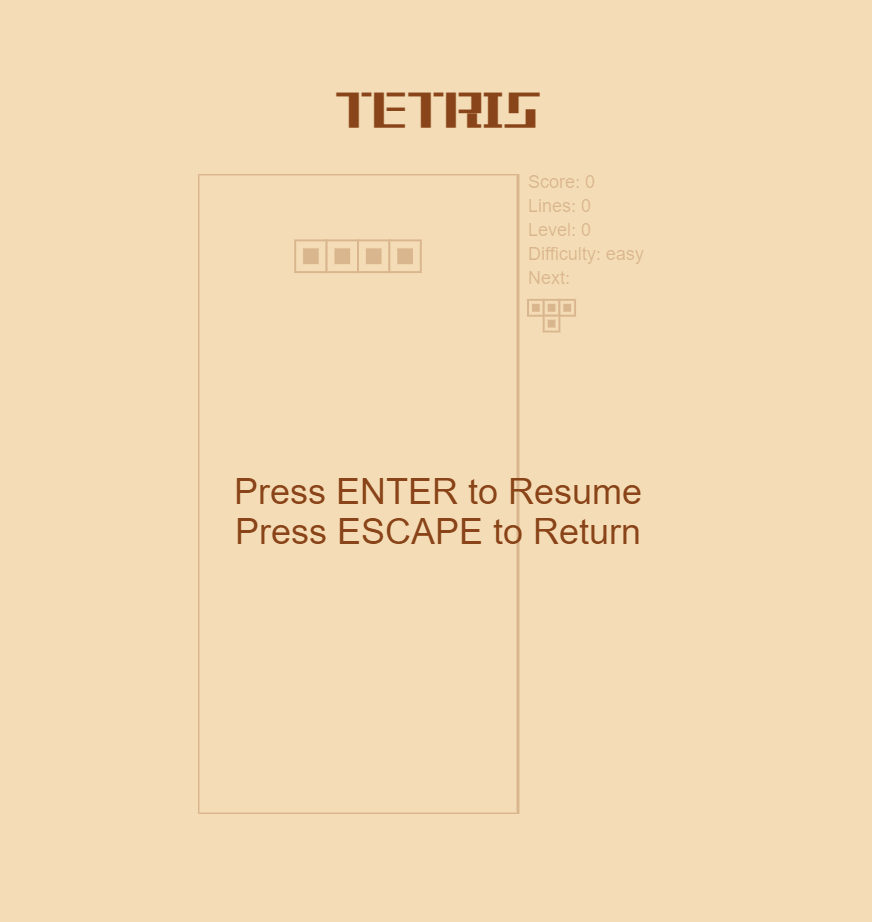 TETRIS
Score: 0
Lines: 0
Level: 0
Difficulty: easy
Next:
Press ENTER to Resume
Press ESCAPE to Return